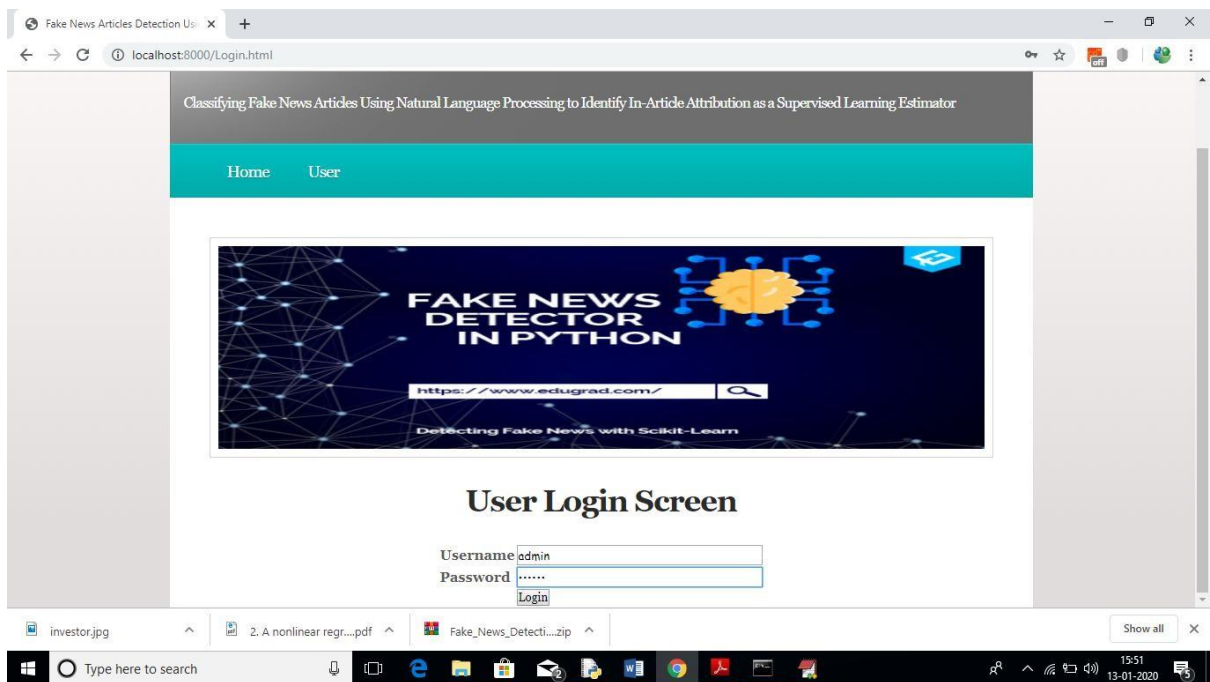 Fake News Articles Detection Us
localhost:8000/Login.html
off
Classifying Fake News Articles Using Natural Language Processing to Identify In-Article Attribution as a Supervised Learning Estimator
Home User
FAKE NEWS
DETECTOR
IN PYTHON
https://www.edugrad.com/
Detecting Fake News with Scikit-Learn
User Login Screen
Username admin
Password ······
Login
investor.jpg 2. A nonlinear regr....pdf Fake_News_Detecti....zip Show all
Type here to search 2 15:51
13-01-2020 5